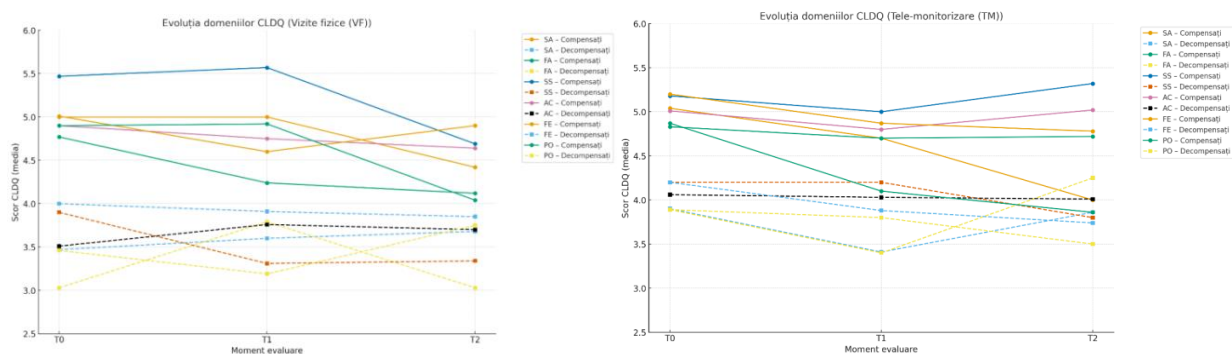 Evoluția domeniilor CLDQ (Vizite fizice (VF))
6.0
5.5
5.0
4.5
4.0
3.5
3.0
2.5
Scor CLDQ (media)
T0
T1
T2
Moment evaluare
SA – Compensați
SA – Decompensați
FA – Compensați
FA – Decompensați
SS – Compensați
SS – Decompensați
AC – Compensați
AC – Decompensați
FE – Compensați
FE – Decompensați
PO – Compensați
PO – Decompensați
Evoluția domeniilor CLDQ (Tele-monitorizare (TM))
6.0
5.5
5.0
4.5
4.0
3.5
3.0
2.5
Scor CLDQ (media)
T0
T1
T2
Moment evaluare
SA – Compensați
SA – Decompensați
FA – Compensați
FA – Decompensați
SS – Compensați
SS – Decompensați
AC – Compensați
AC – Decompensați
FE – Compensați
FE – Decompensați
PO – Compensați
PO – Decompensați